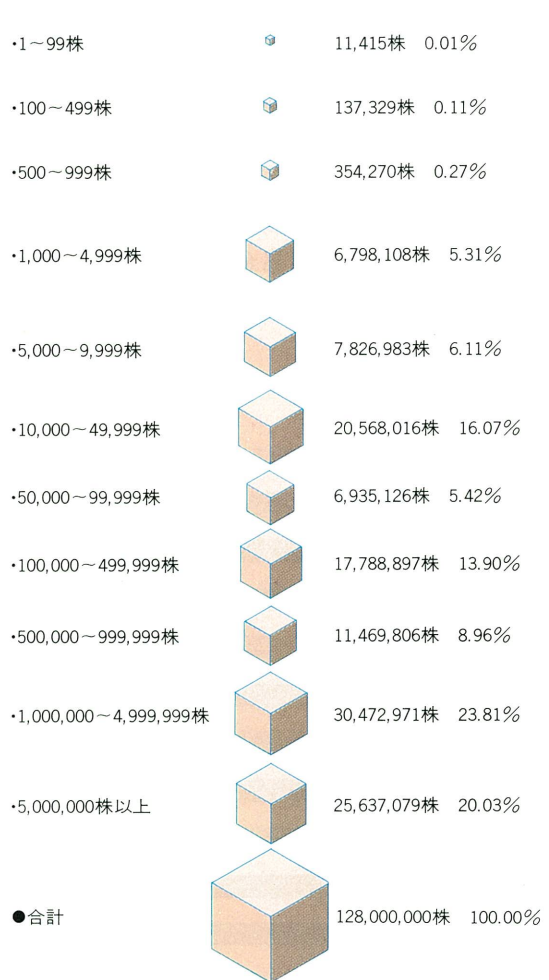 ・1～99株 11,415株 0.01%
・100～499株 137,329株 0.11%
・500～999株 354,270株 0.27%
・1,000～4,999株 6,798,108株 5.31%
・5,000～9,999株 7,826,983株 6.11%
・10,000～49,999株 20,568,016株 16.07%
・50,000～99,999株 6,935,126株 5.42%
・100,000～499,999株 17,788,897株 13.90%
・500,000～999,999株 11,469,806株 8.96%
・1,000,000～4,999,999株 30,472,971株 23.81%
・5,000,000株以上 25,637,079株 20.03%
●合計 128,000,000株 100.00%